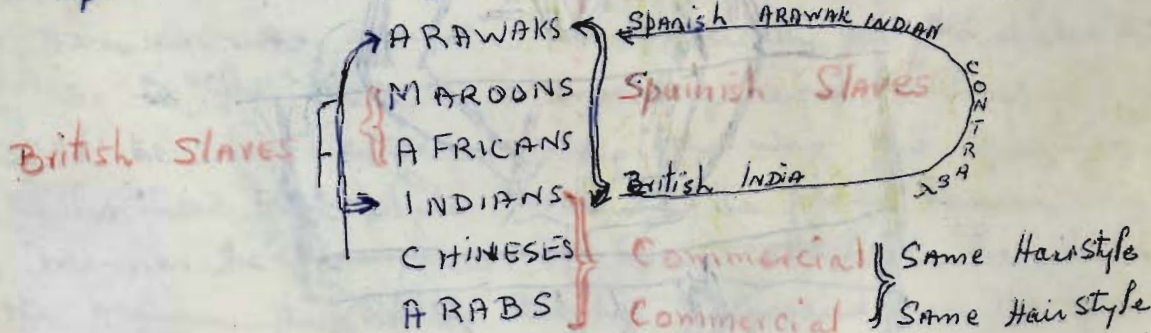 ARAWAKS Spanish ARAWAK INDIAN
MAROONS Spainish Slaves
British Slaves AFRICANS
INDIANS British INDIA
CHINESES Commercial Same Hairstyle
ARABS Commercial Same HairStyle